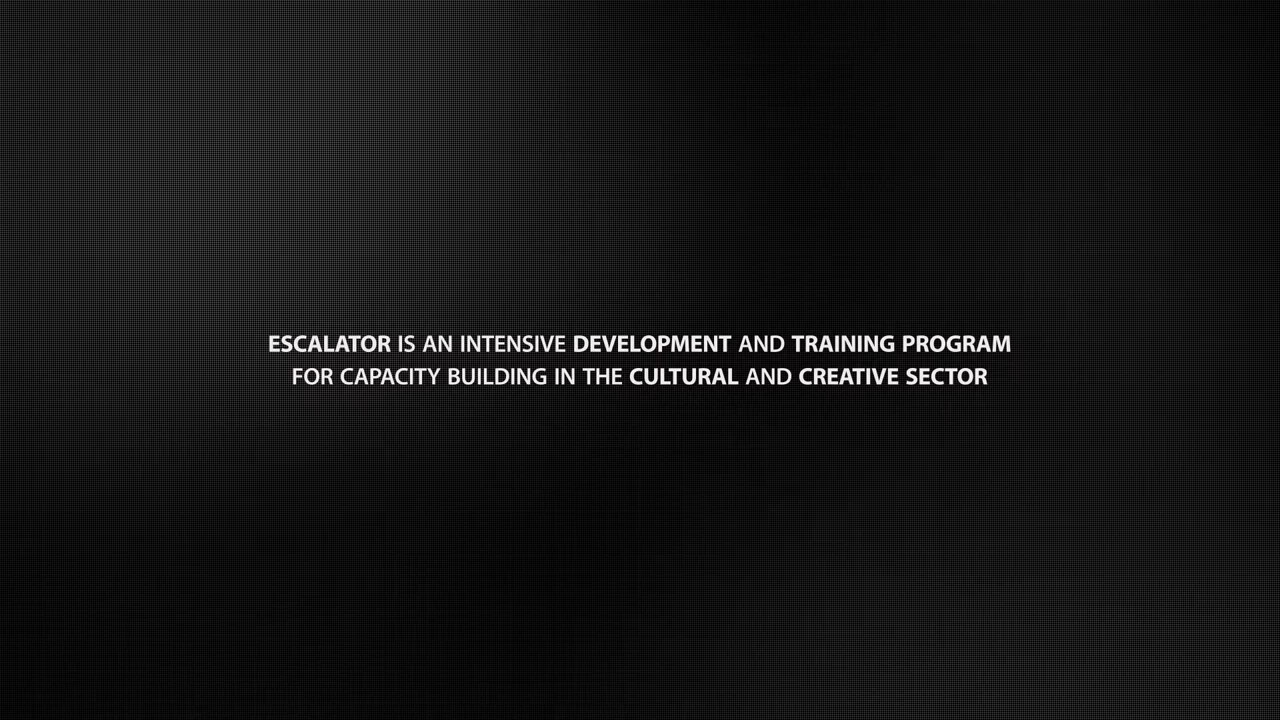 ESCALATOR IS AN INTENSIVE DEVELOPMENT AND TRAINING PROGRAM
FOR CAPACITY BUILDING IN THE CULTURAL AND CREATIVE SECTOR